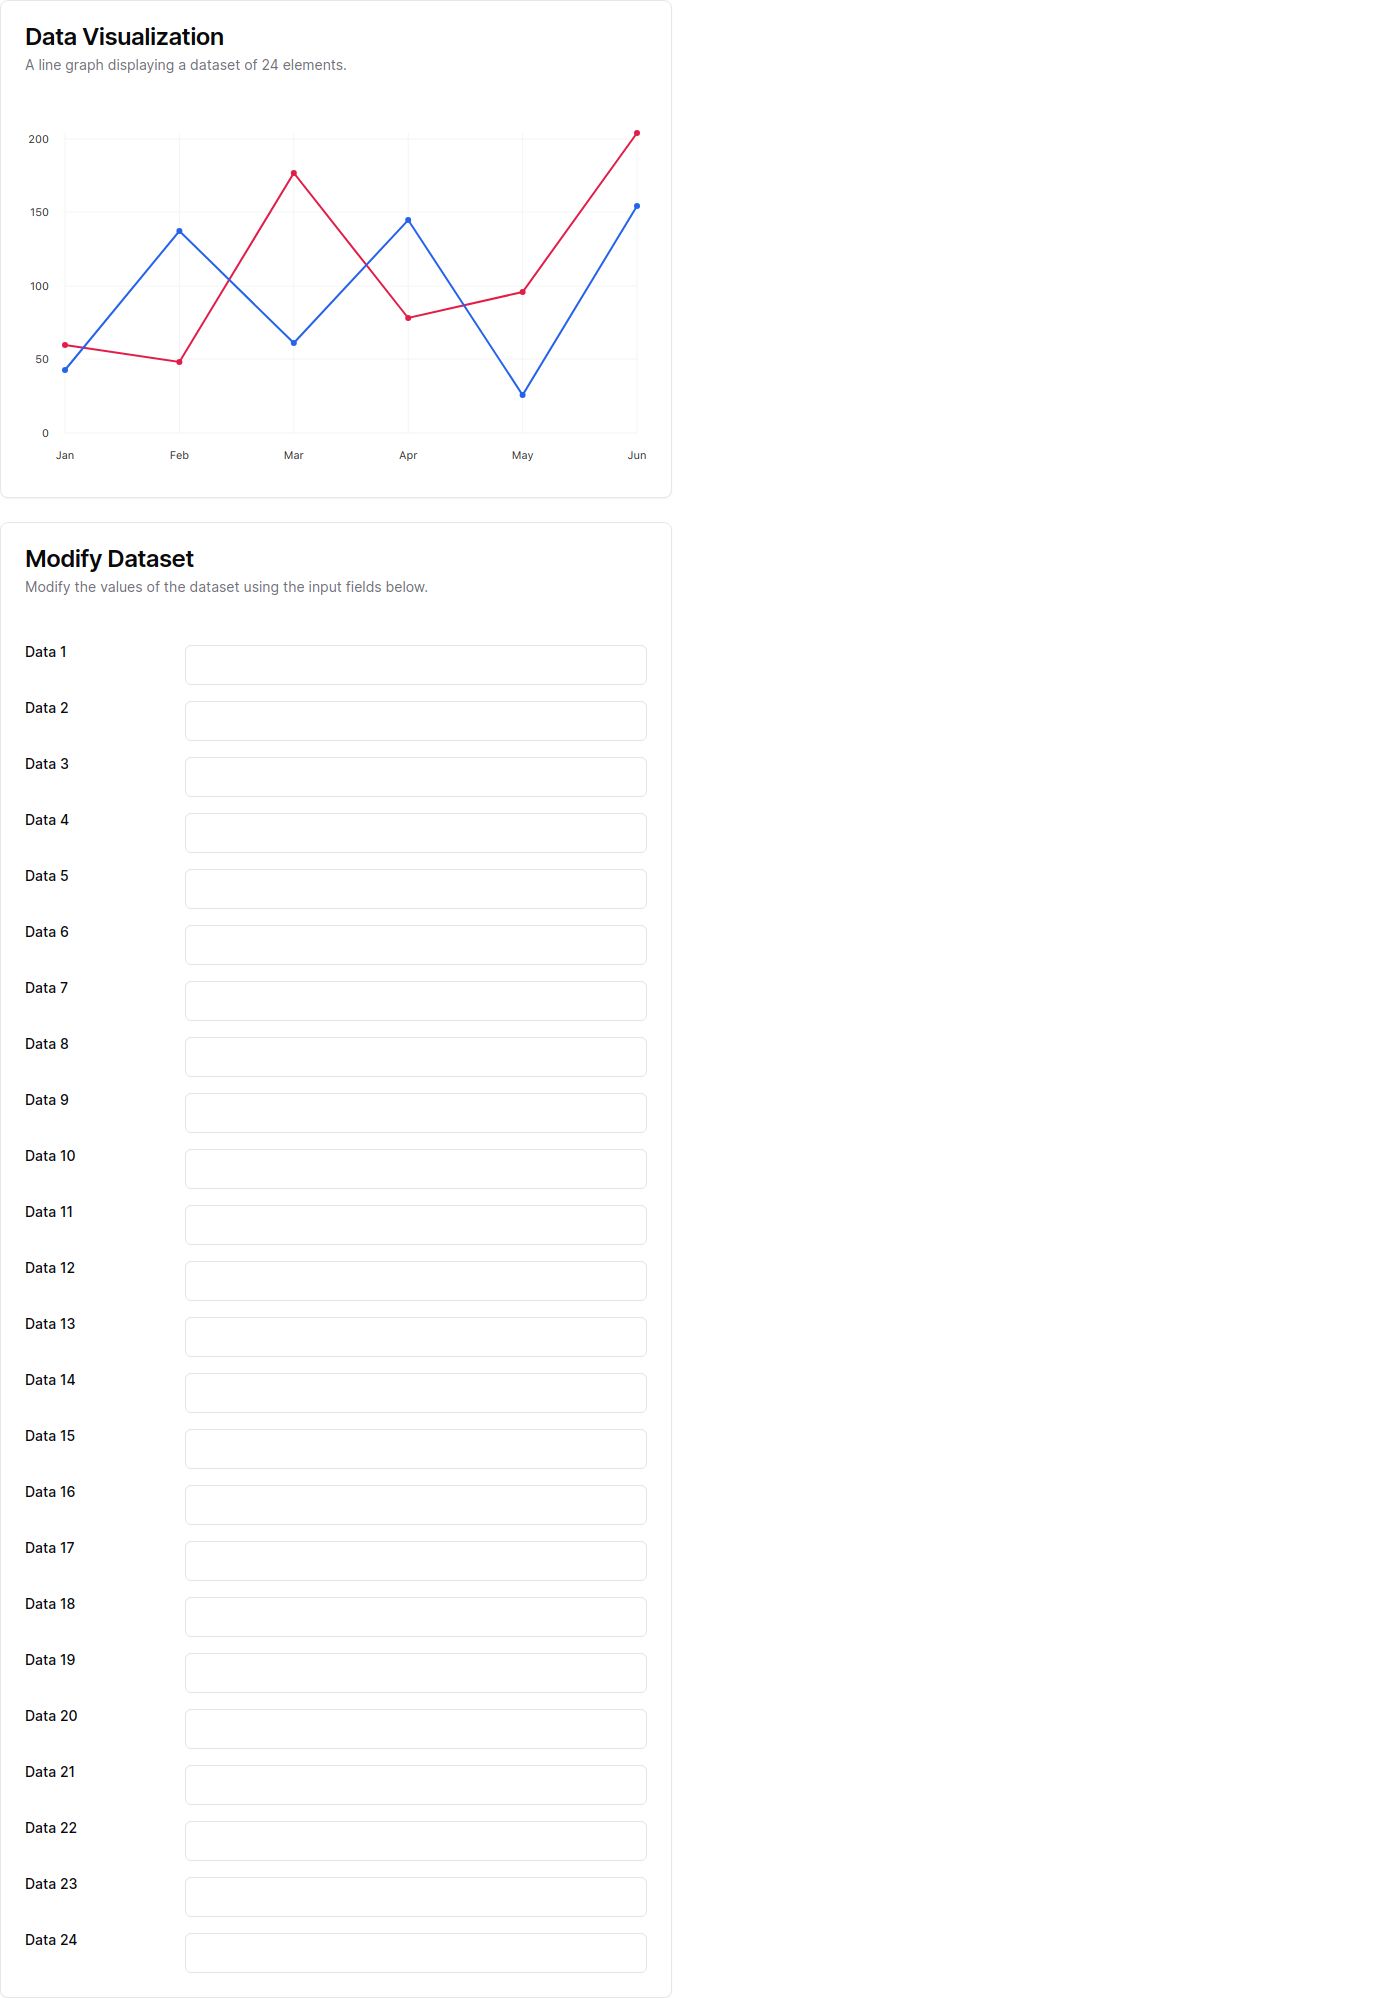 Data Visualization
A line graph displaying a dataset of 24 elements.
200
150
100
50
0
Jan Feb Mar Apr May Jun
Modify Dataset
Modify the values of the dataset using the input fields below.
Data 1
Data 2
Data 3
Data 4
Data 5
Data 6
Data 7
Data 8
Data 9
Data 10
Data 11
Data 12
Data 13
Data 14
Data 15
Data 16
Data 17
Data 18
Data 19
Data 20
Data 21
Data 22
Data 23
Data 24